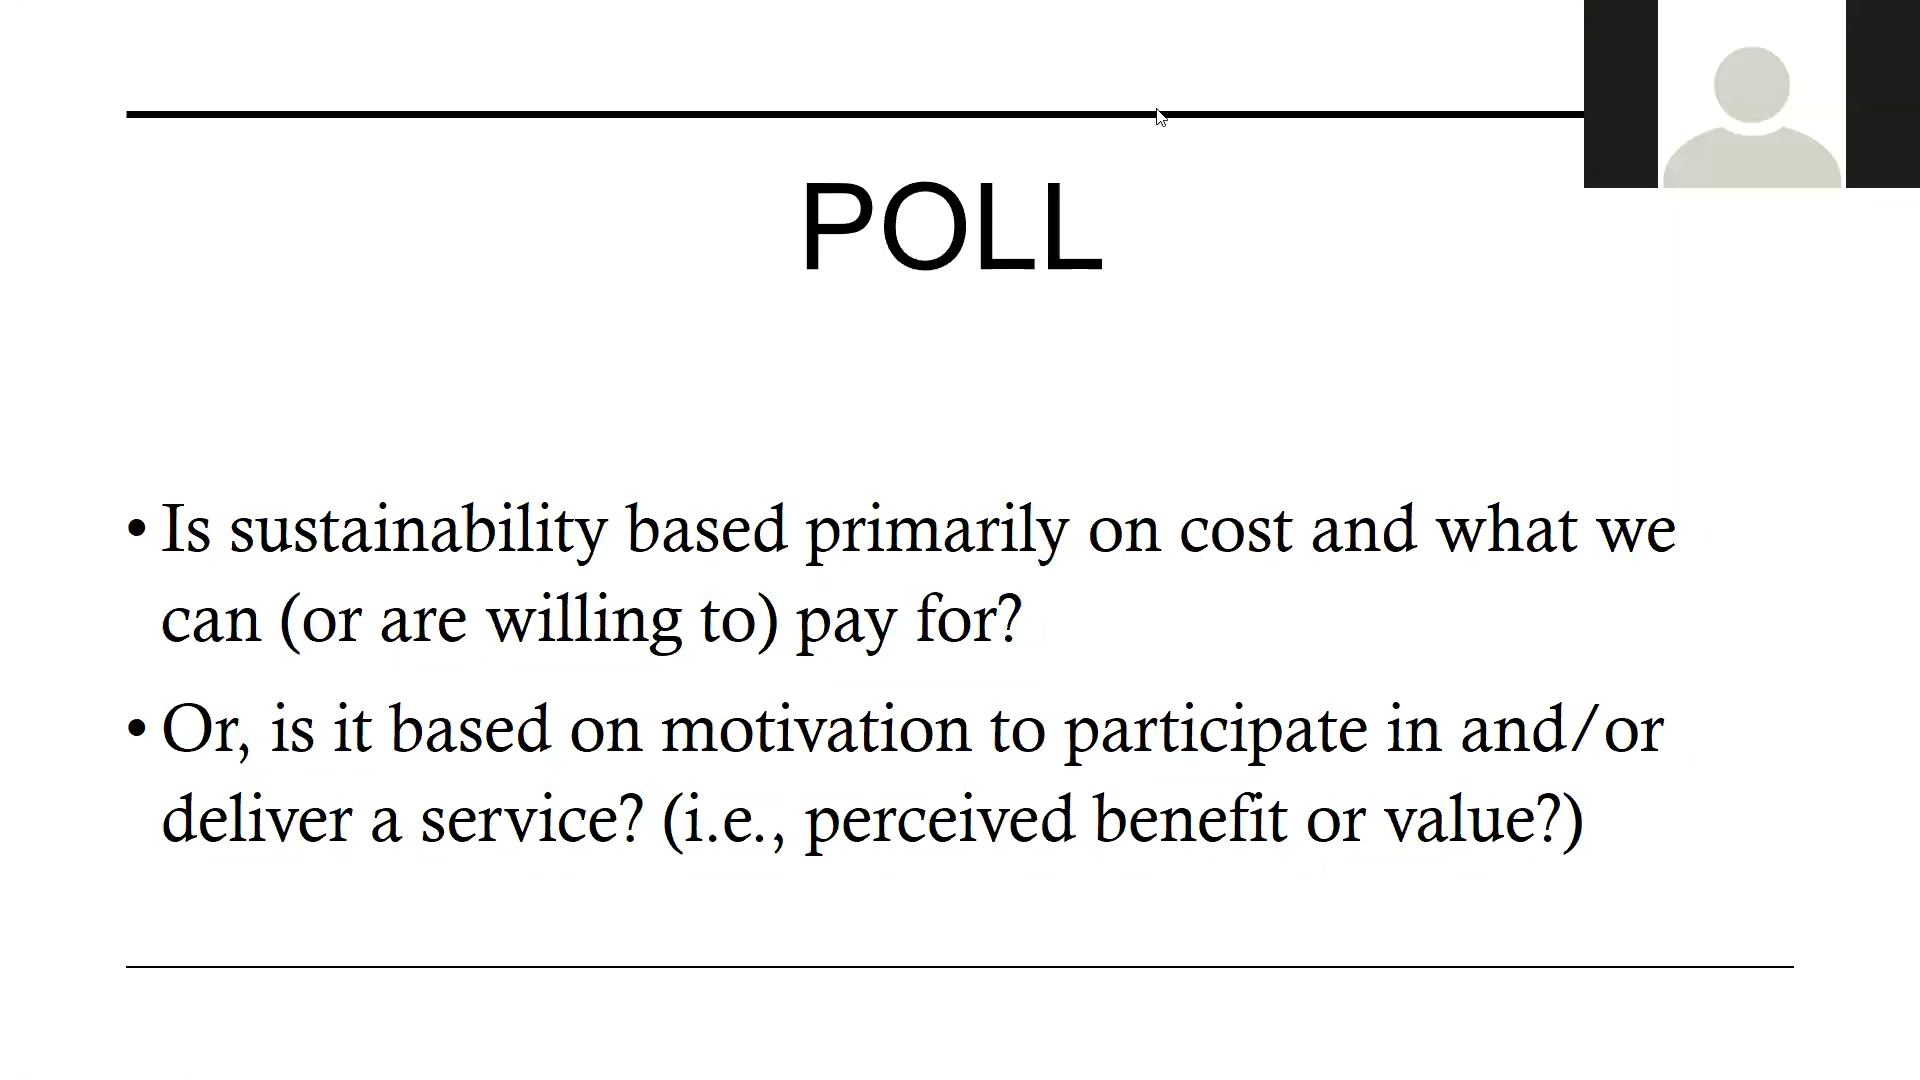 POLL
• Is sustainability based primarily on cost and what we
can (or are willing to) pay for?
• Or, is it based on motivation to participate in and/or
deliver a service? (i.e., perceived benefit or value?)